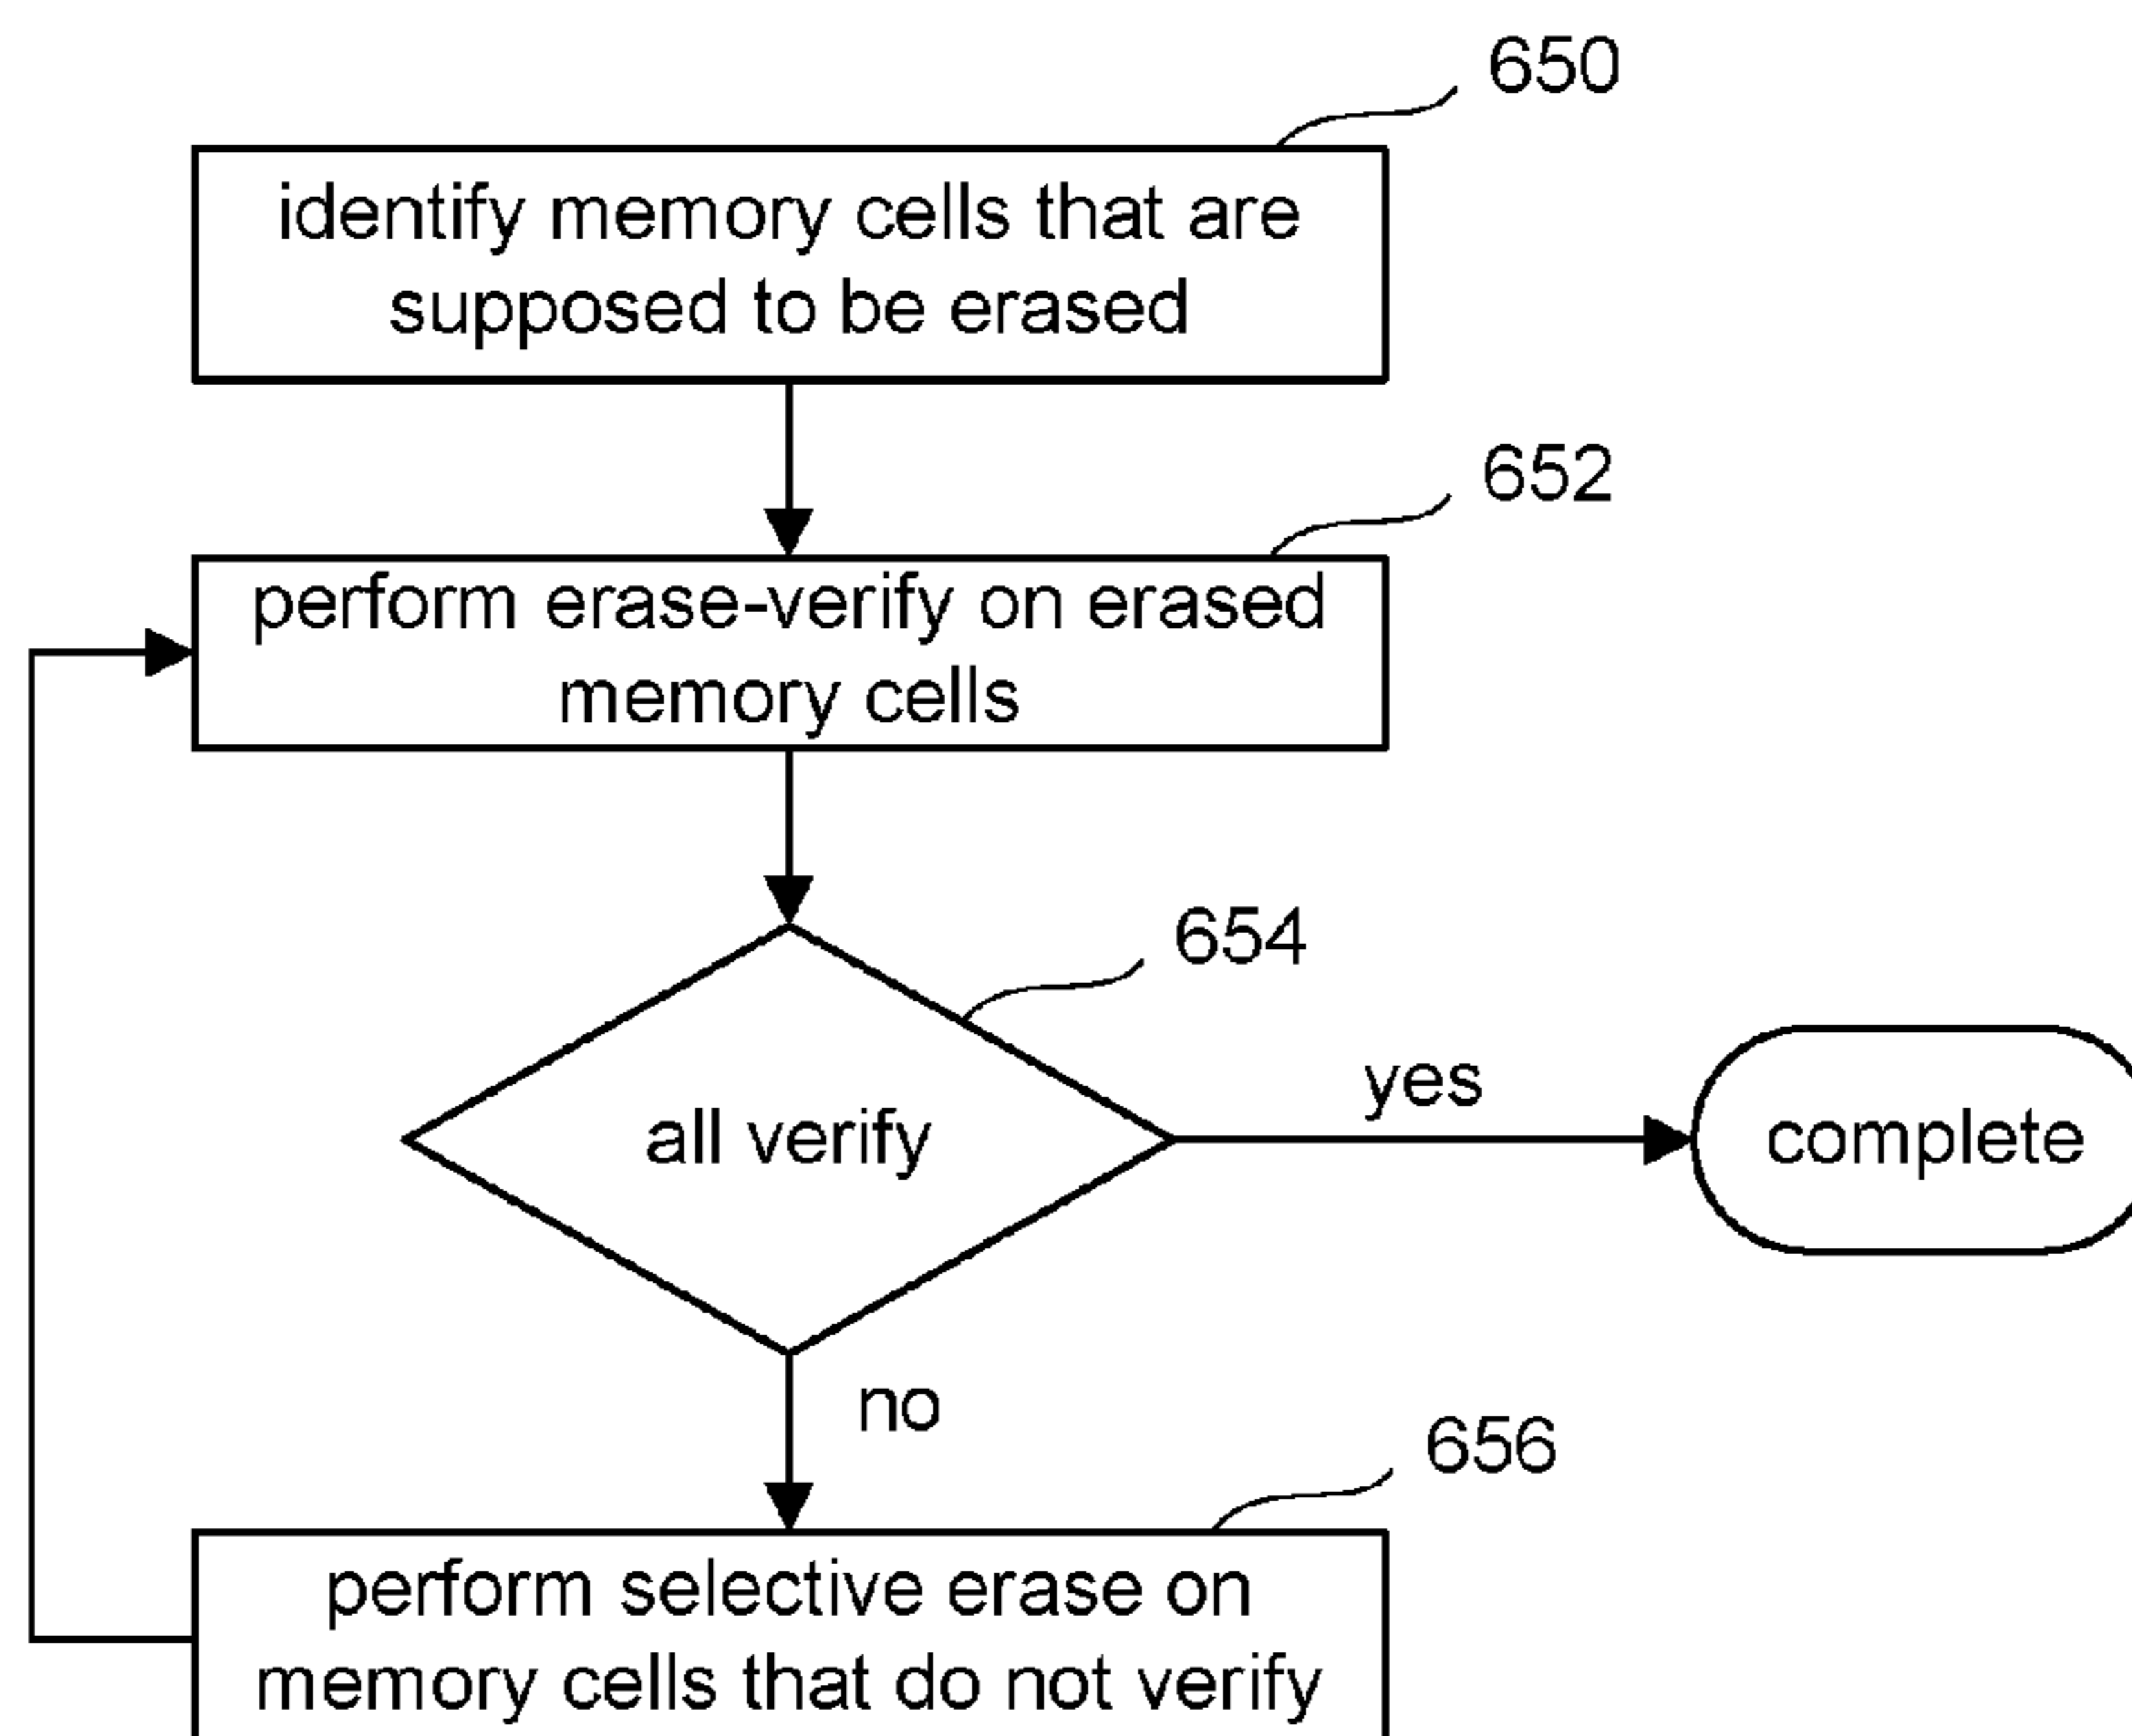 650
identify memory cells that are
supposed to be erased
652
perform erase-verify on erased
memory cells
654
all verify
yes
complete
no
656
perform selective erase on
memory cells that do not verify